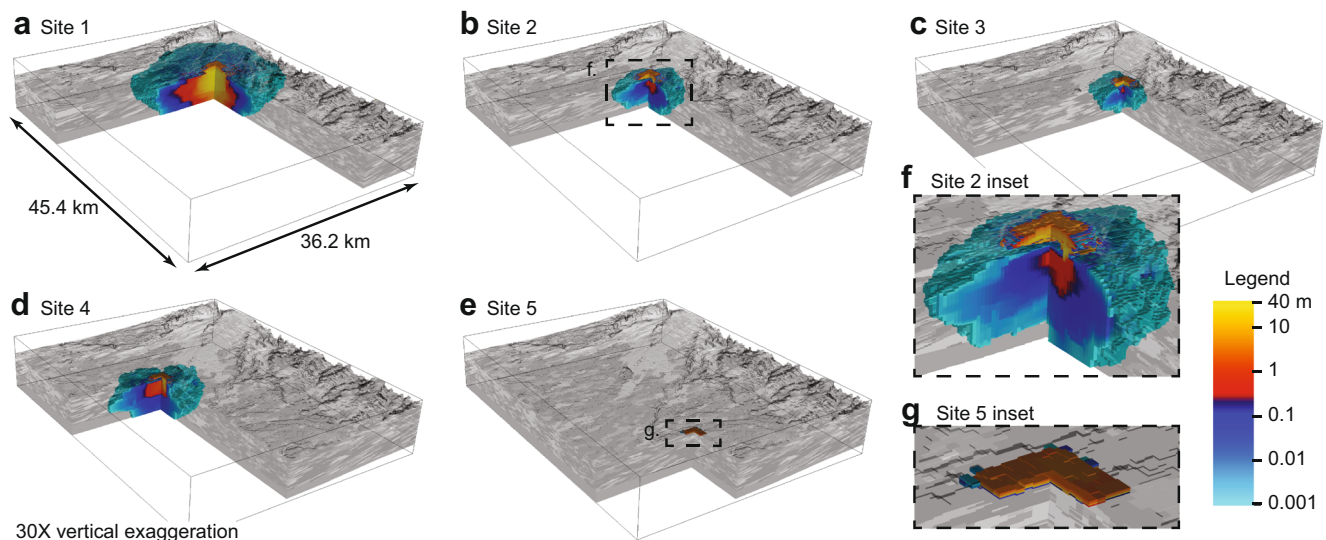 a Site 1
b Site 2
c Site 3
f.
45.4 km
36.2 km
f Site 2 inset
d Site 4
e Site 5
g.
g Site 5 inset
Legend
40 m
10
1
0.1
0.01
0.001
30X vertical exaggeration